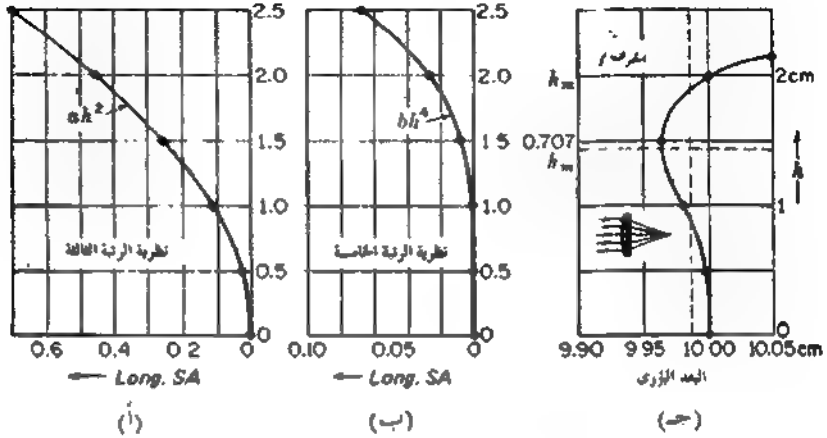 2.5
2.0
ah²
1.5
1.0
نظرية الرتبة الثالثة
0.5
0
0.6 0.4 0.2 0
← Long. SA
(أ)
2.5
2.0
bh⁴
1.5
1.0
نظرية الرتبة الخامسة
0.5
0
0.10 0.05 0
← Long. SA
(ب)
hm 2cm
0.707
hm
h
1
0
9.90 9.95 10.00 10.05cm
البعد البؤرى
(جـ)